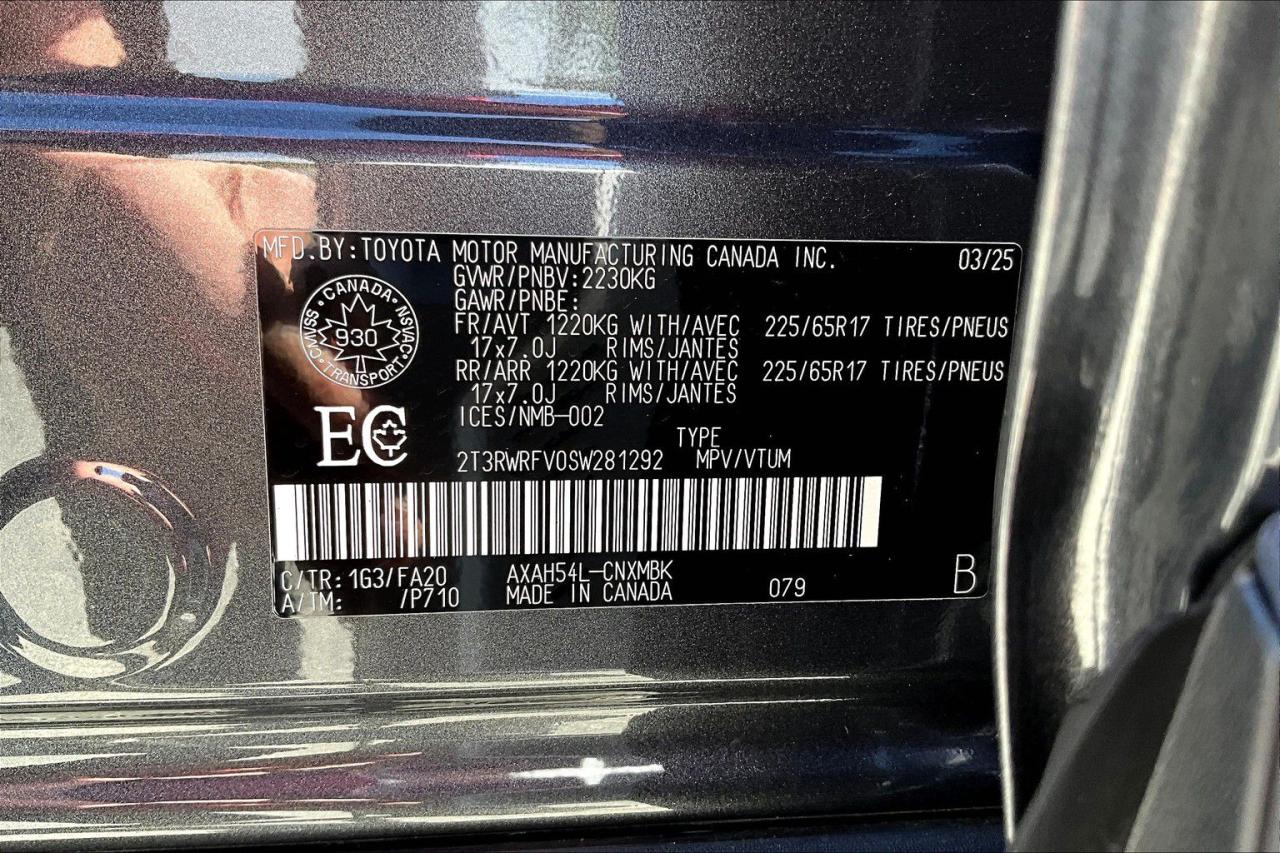 MFD.BY:TOYOTA MOTOR MANUFACTURING CANADA INC. 03/25
GVWR/PNBV:2230KG
GAWR/PNBE:
FR/AVT 1220KG WITH/AVEC 225/65R17 TIRES/PNEUS
17x7.0J RIMS/JANTES
RR/ARR 1220KG WITH/AVEC 225/65R17 TIRES/PNEUS
17x7.0J RIMS/JANTES
ICES/NMB-002
CANADA
CMVSS 930 NSVAC
TRANSPORT
EC
TYPE
2T3RWRFV0SW281292 MPV/VTUM
C/TR: 1G3/FA20 AXAH54L-CNXMBK
A/TM: /P710 MADE IN CANADA 079 B